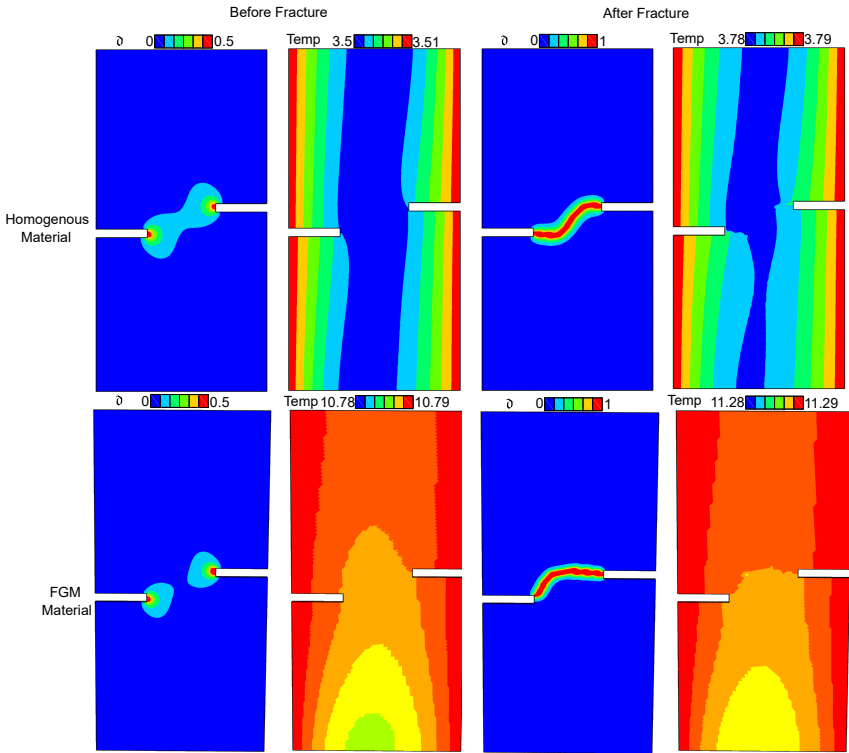 Before Fracture
After Fracture
𝔡 0 0.5
Temp 3.5 3.51
𝔡 0 1
Temp 3.78 3.79
Homogenous
Material
𝔡 0 0.5
Temp 10.78 10.79
𝔡 0 1
Temp 11.28 11.29
FGM
Material